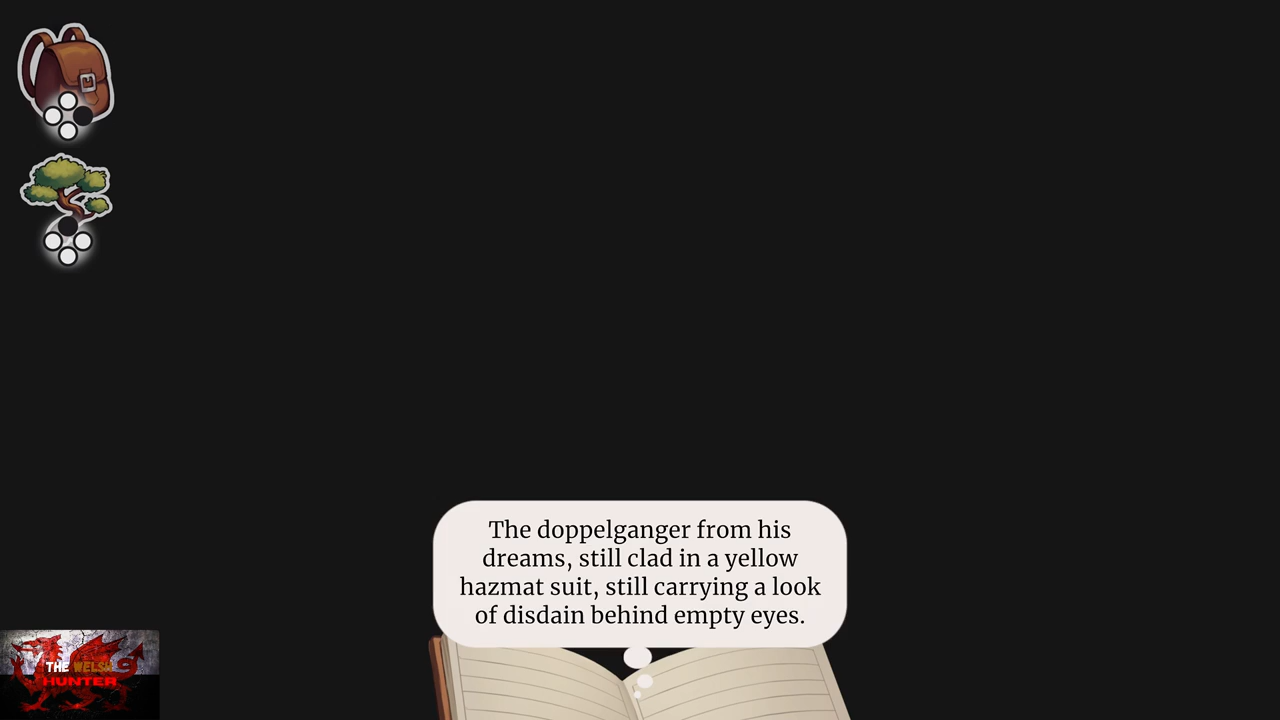 The doppelganger from his
dreams, still clad in a yellow
hazmat suit, still carrying a look
of disdain behind empty eyes.
THE WELSH
HUNTER